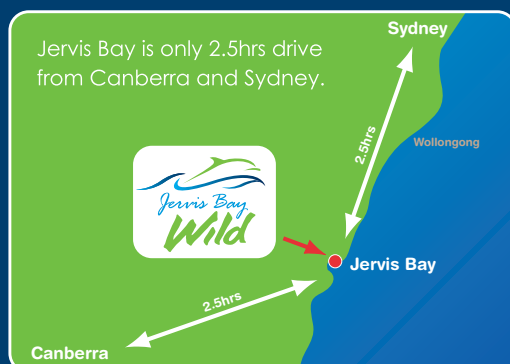 Sydney
Jervis Bay is only 2.5hrs drive
from Canberra and Sydney.
2.5hrs
Wollongong
Jervis Bay
Wild
Jervis Bay
2.5hrs
Canberra